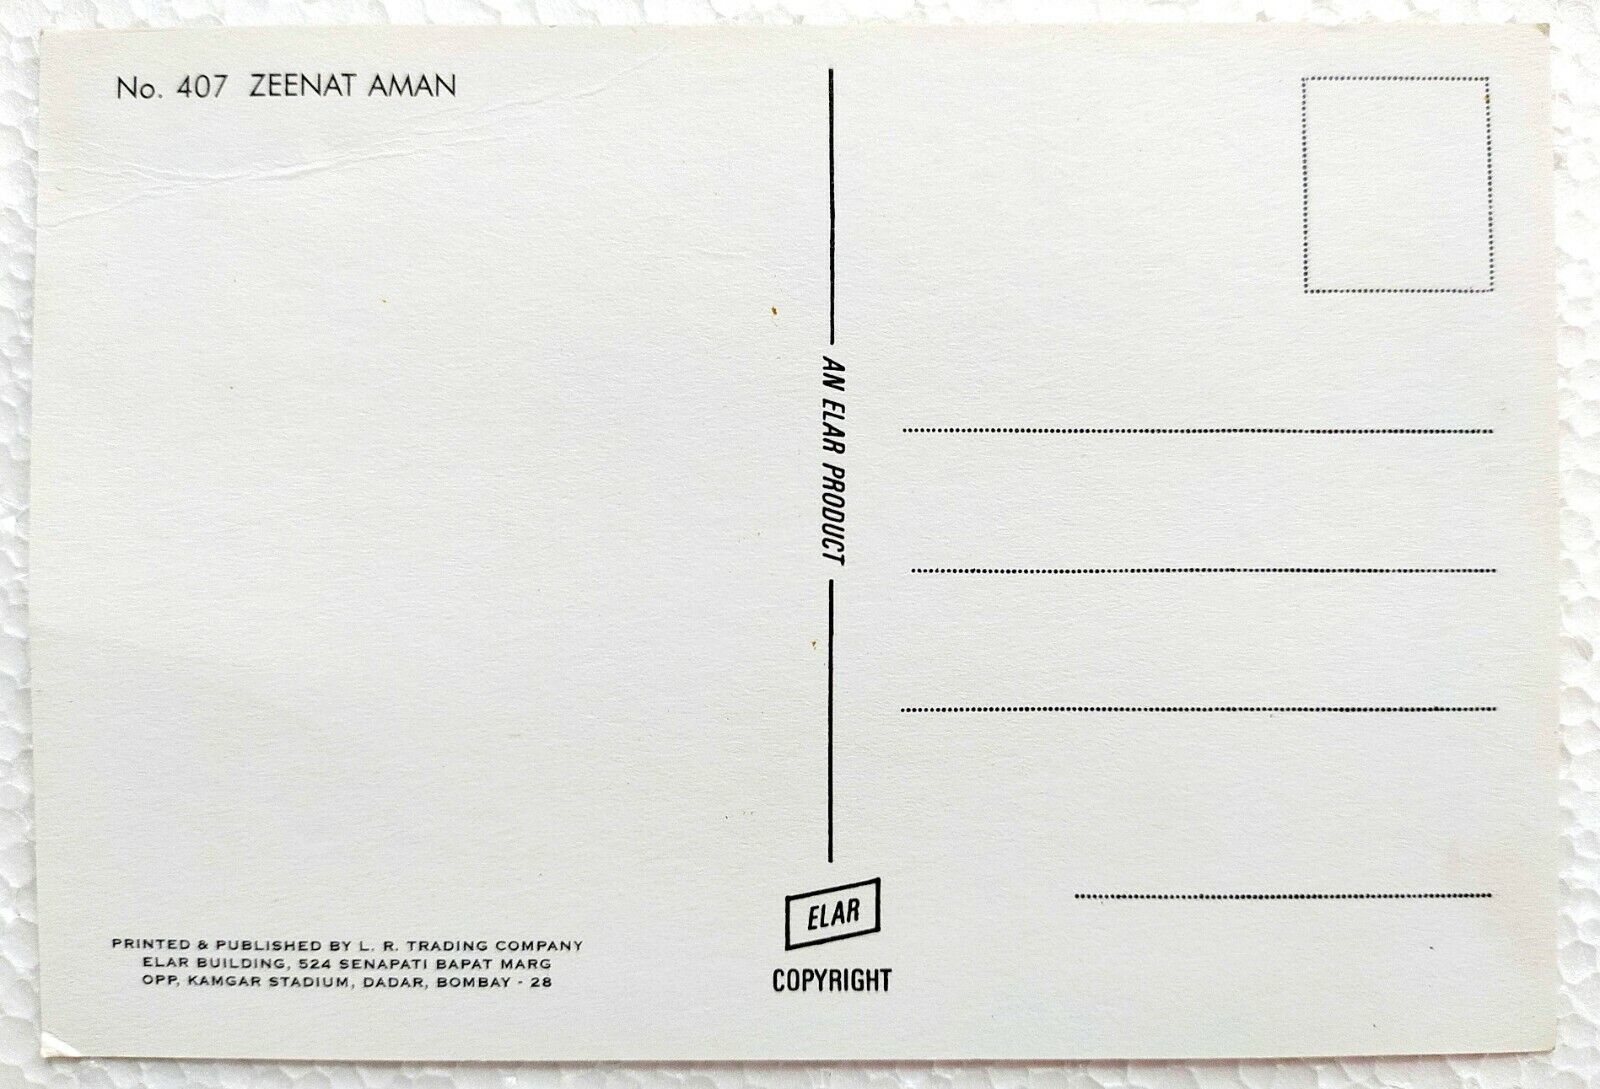 No. 407 ZEENAT AMAN
AN ELAR PRODUCT
PRINTED & PUBLISHED BY L. R. TRADING COMPANY
ELAR BUILDING, 524 SENAPATI BAPAT MARG
OPP, KAMGAR STADIUM, DADAR, BOMBAY - 28
ELAR
COPYRIGHT